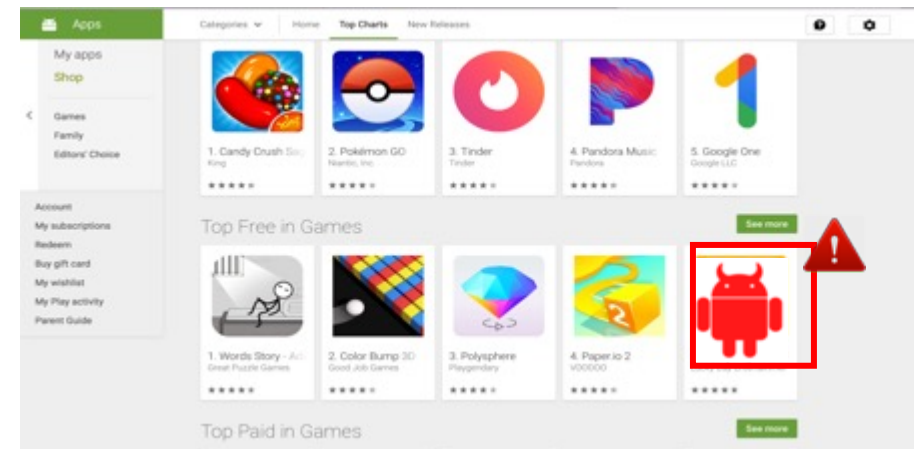 Apps
Categories Home Top Charts New Releases
My apps
Shop
Games
Family
Editors' Choice
Account
My subscriptions
Redeem
Buy gift card
My wishlist
My Play activity
Parent Guide
1. Candy Crush
King
2. Pokémon GO
Niantic, Inc.
3. Tinder
Tinder
4. Pandora Music
Pandora
5. Google One
Google LLC
Top Free in Games
See more
1. Words Story -
Great Puzzle Games
2. Color Bump 3D
Good Job Games
3. Polysphere
Playgendary
4. Paper.io 2
VOODOO
2
Top Paid in Games
See more